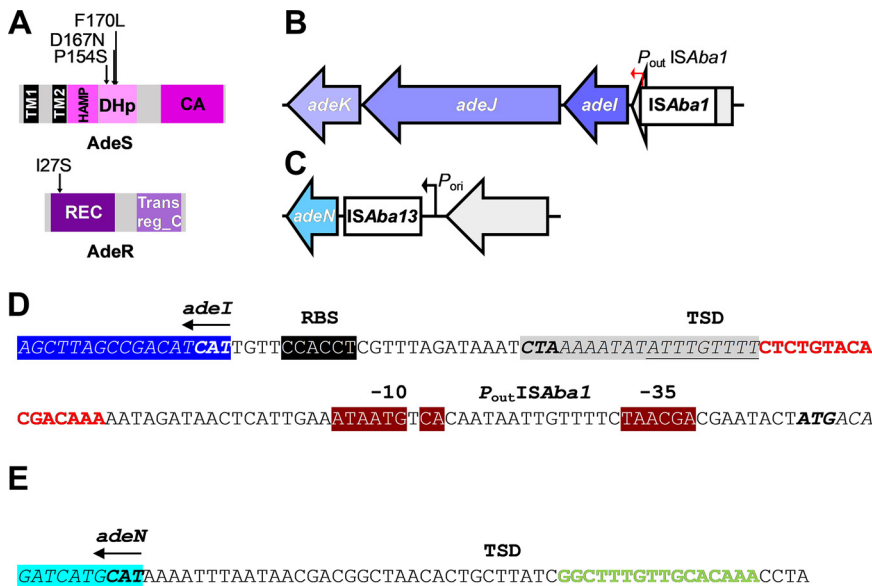 A
F170L
D167N
P154S
TM1 TM2 HAMP DHp CA
AdeS
I27S
REC Trans reg_C
AdeR
B
Pout ISAba1
adeK adeJ adeI ISAba1
C
Pori
adeN ISAba13
D
adeI RBS TSD
AGCTTAGCCGACATCATTGTTCCACCTCGTTTAGATAAATCTAAAAATATATTTGTTTTCTCTGTACA
-10 PoutISAba1 -35
CGACAAAAATAGATAACTCATTGAAATAATGTCACAATAATTGTTTTCTAACGACGAATACTATGACA
E
adeN TSD
GATCATGCATAAAATTTAATAACGACGGCTAACACTGCTTATCGGCTTTGTTGCACAAACCTA